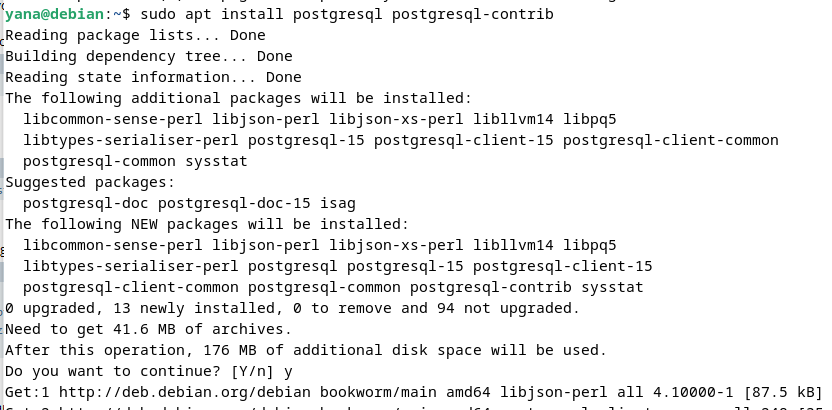 yana@debian:~$ sudo apt install postgresql postgresql-contrib
Reading package lists... Done
Building dependency tree... Done
Reading state information... Done
The following additional packages will be installed:
  libcommon-sense-perl libjson-perl libjson-xs-perl libllvm14 libpq5
  libtypes-serialiser-perl postgresql-15 postgresql-client-15 postgresql-client-common
  postgresql-common sysstat
Suggested packages:
  postgresql-doc postgresql-doc-15 isag
The following NEW packages will be installed:
  libcommon-sense-perl libjson-perl libjson-xs-perl libllvm14 libpq5
  libtypes-serialiser-perl postgresql postgresql-15 postgresql-client-15
  postgresql-client-common postgresql-common postgresql-contrib sysstat
0 upgraded, 13 newly installed, 0 to remove and 94 not upgraded.
Need to get 41.6 MB of archives.
After this operation, 176 MB of additional disk space will be used.
Do you want to continue? [Y/n] y
Get:1 http://deb.debian.org/debian bookworm/main amd64 libjson-perl all 4.10000-1 [87.5 kB]